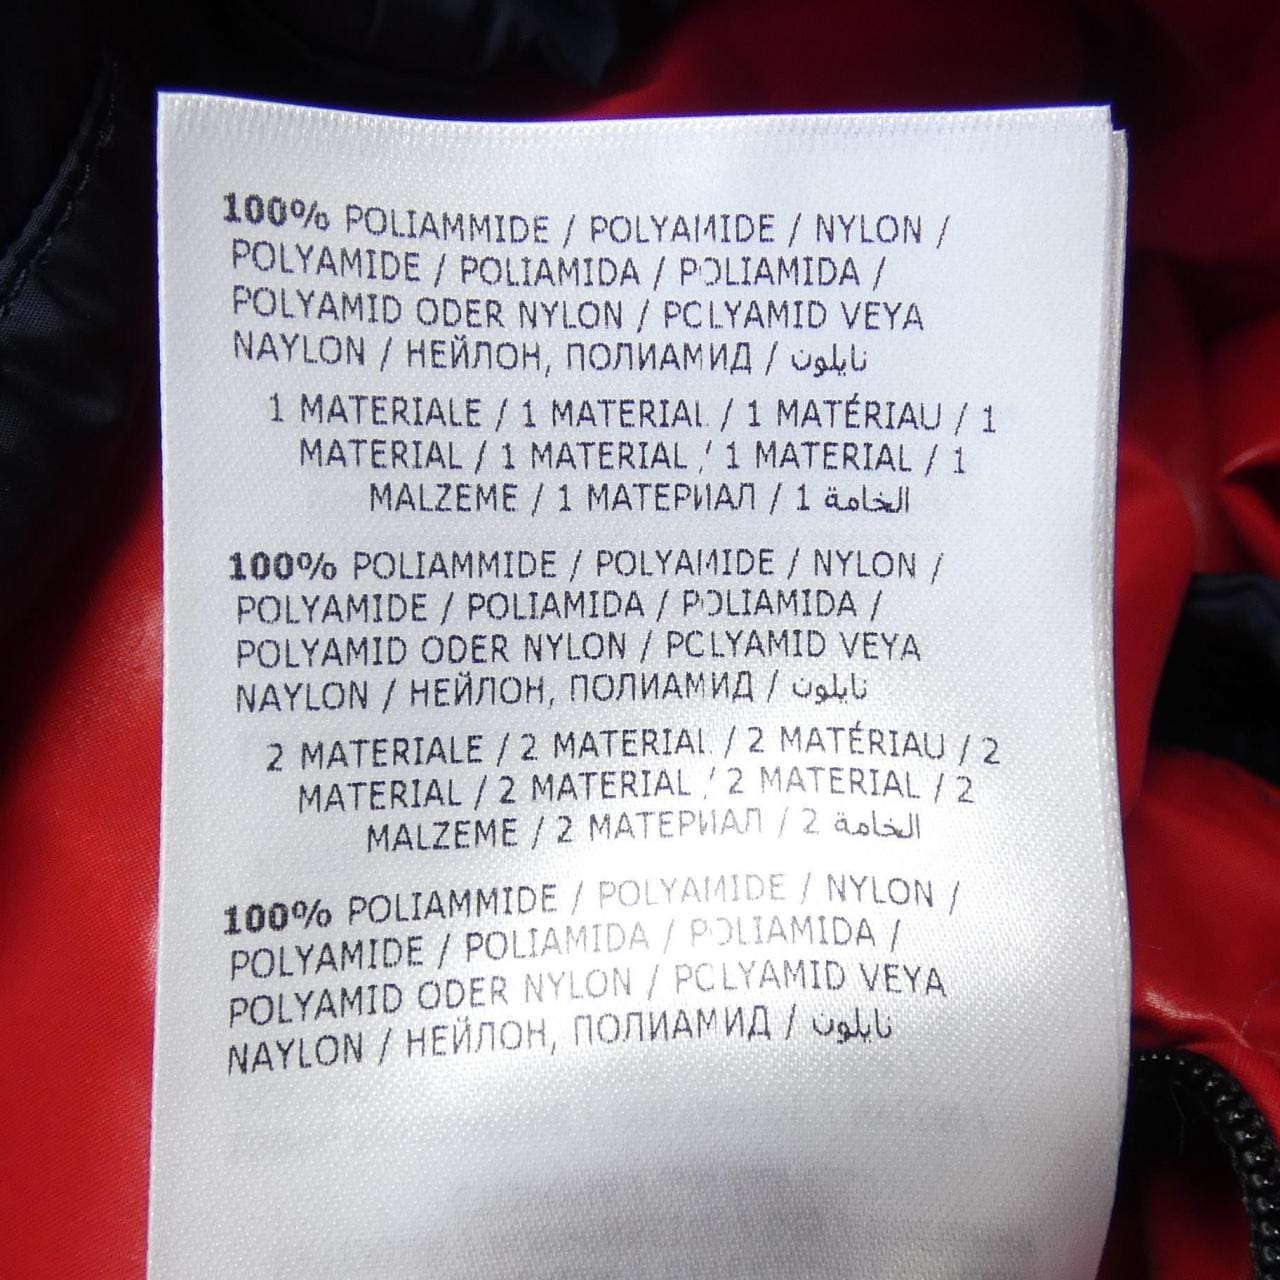 100% POLIAMMIDE / POLYAMIDE / NYLON /
POLYAMIDE / POLIAMIDA / POLIAMIDA /
POLYAMID ODER NYLON / POLYAMID VEYA
NAYLON / НЕЙЛОН, ПОЛИАМИД / نايلون
1 MATERIALE / 1 MATERIAL / 1 MATÉRIAU / 1
MATERIAL / 1 MATERIAL / 1 MATERIAL / 1
MALZEME / 1 МАТЕРИАЛ / 1 الخامة
100% POLIAMMIDE / POLYAMIDE / NYLON /
POLYAMIDE / POLIAMIDA / POLIAMIDA /
POLYAMID ODER NYLON / POLYAMID VEYA
NAYLON / НЕЙЛОН, ПОЛИАМИД / نايلون
2 MATERIALE / 2 MATERIAL / 2 MATÉRIAU / 2
MATERIAL / 2 MATERIAL / 2 MATERIAL / 2
MALZEME / 2 МАТЕРИАЛ / 2 الخامة
100% POLIAMMIDE / POLYAMIDE / NYLON /
POLYAMIDE / POLIAMIDA / POLIAMIDA /
POLYAMID ODER NYLON / POLYAMID VEYA
NAYLON / НЕЙЛОН, ПОЛИАМИД / نايلون